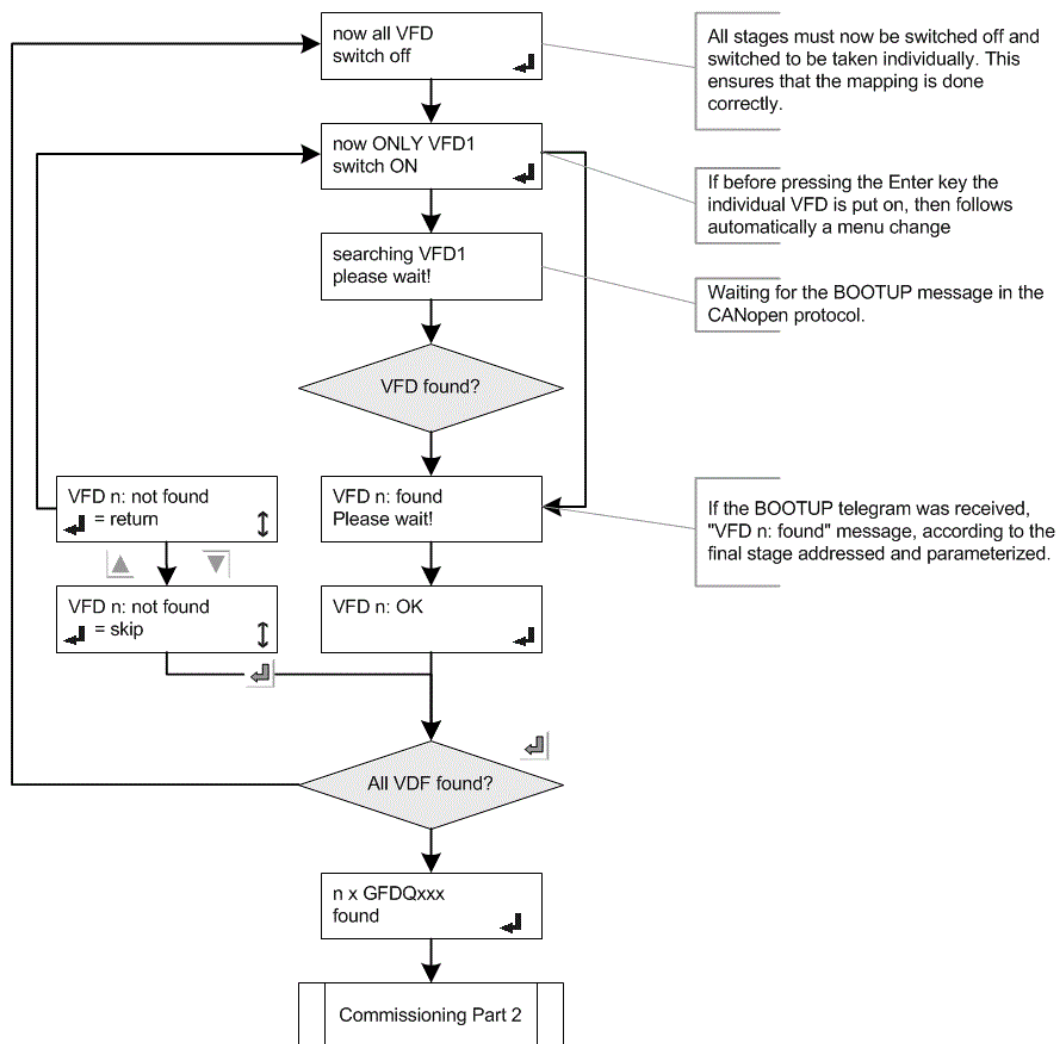 now all VFD
switch off
All stages must now be switched off and
switched to be taken individually. This
ensures that the mapping is done
correctly.
now ONLY VFD1
switch ON
If before pressing the Enter key the
individual VFD is put on, then follows
automatically a menu change
searching VFD1
please wait!
Waiting for the BOOTUP message in the
CANopen protocol.
VFD found?
VFD n: not found
= return
VFD n: found
Please wait!
If the BOOTUP telegram was received,
"VFD n: found" message, according to the
final stage addressed and parameterized.
VFD n: not found
= skip
VFD n: OK
All VDF found?
n x GFDQxxx
found
Commissioning Part 2